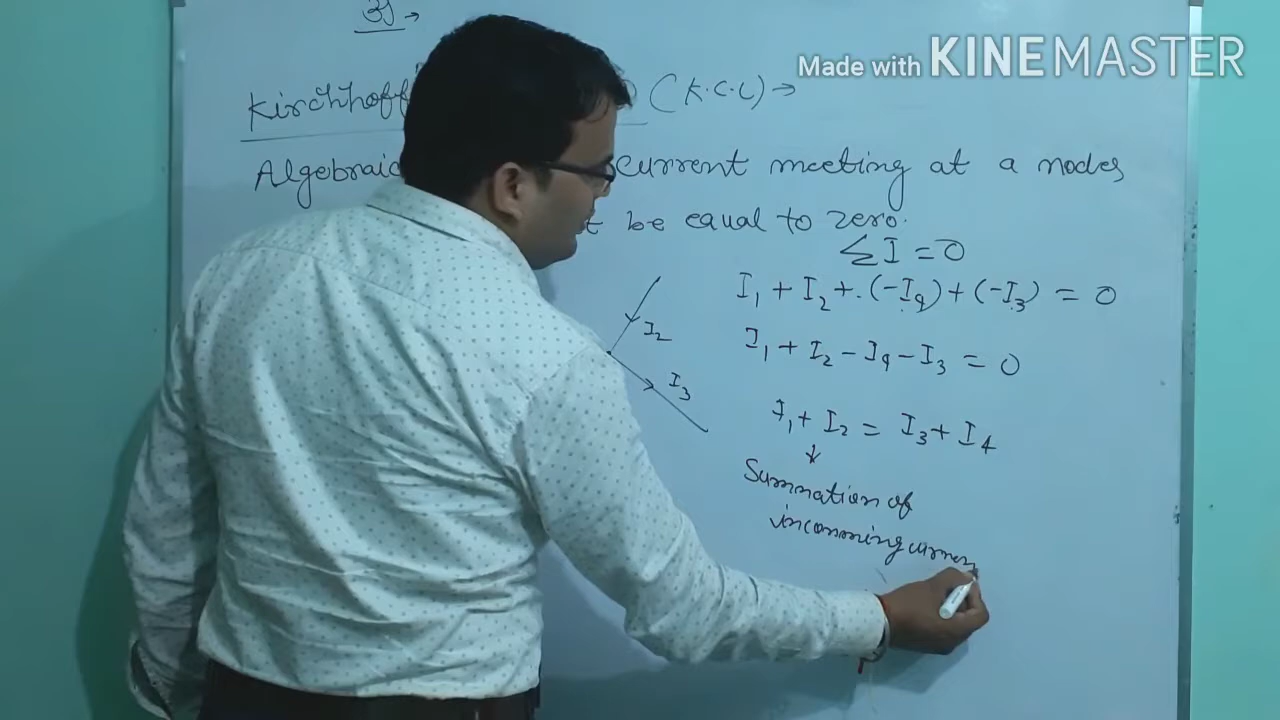 Made with KINEMASTER
Kirchhoff (K.C.L) →
Algebraic current meeting at a nodes
be equal to zero.
∑I = 0
I₁ + I₂ + (-I₄) + (-I₃) = 0
I₂
I₁ + I₂ - I₄ - I₃ = 0
I₃
I₁ + I₂ = I₃ + I₄
↓
Summation of
incomming curren